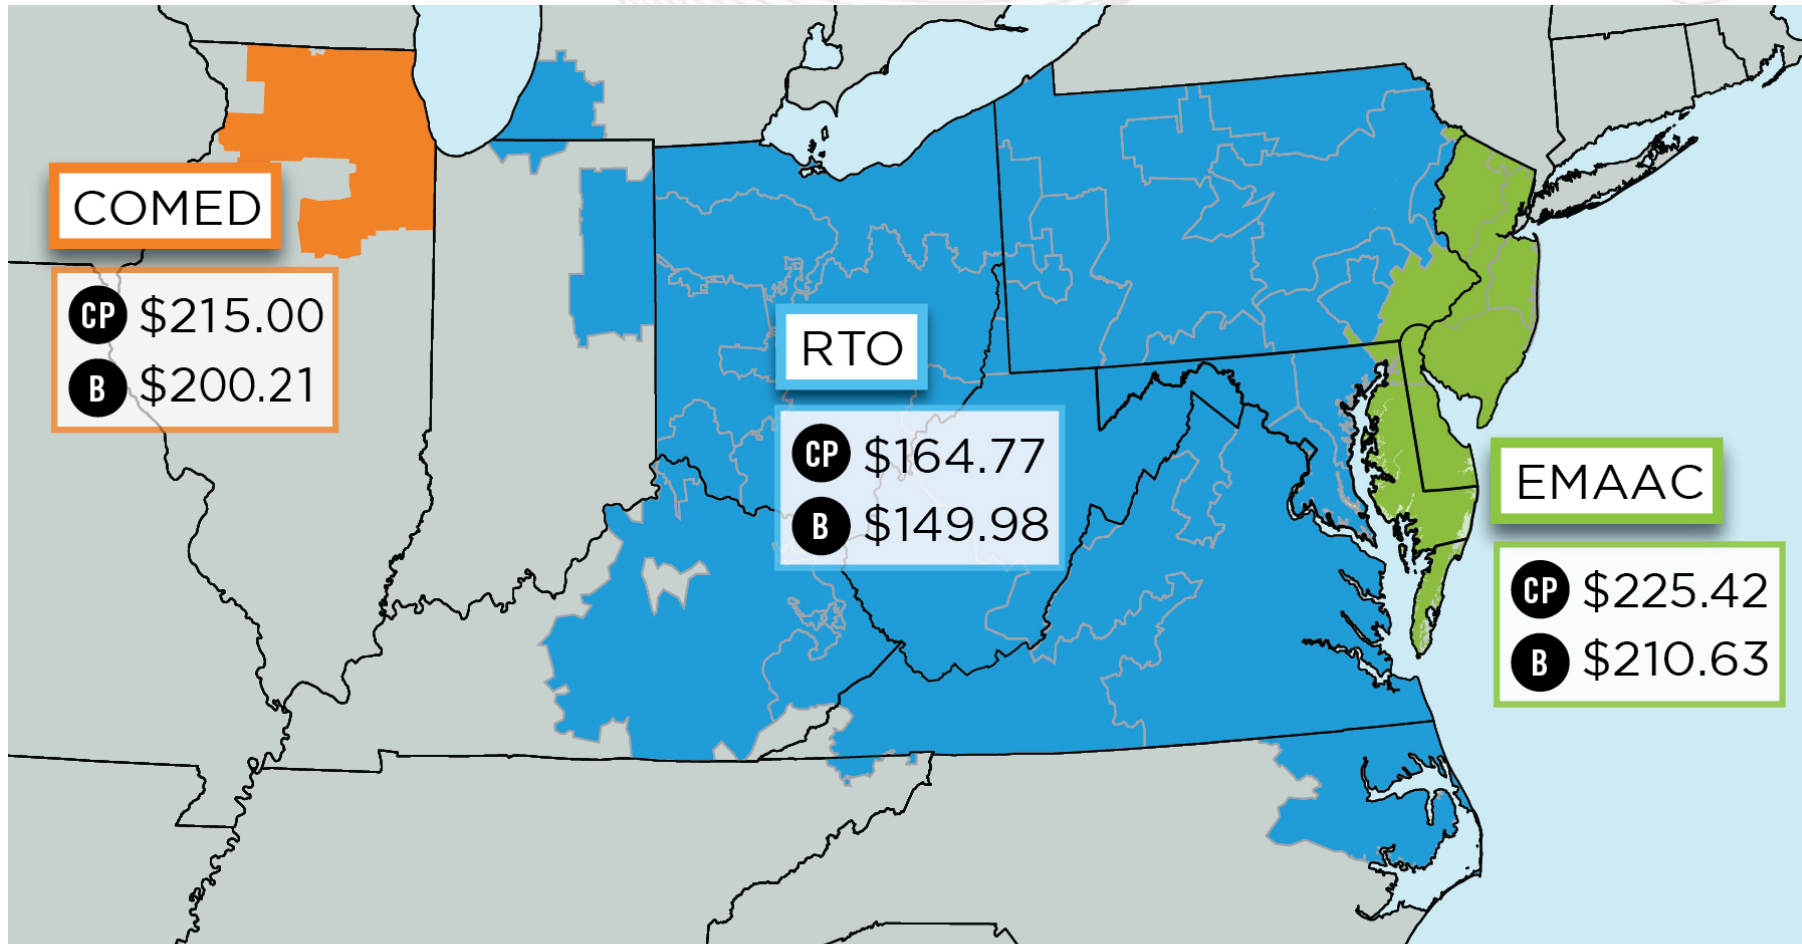 COMED
CP $215.00
B $200.21
RTO
CP $164.77
B $149.98
EMAAC
CP $225.42
B $210.63